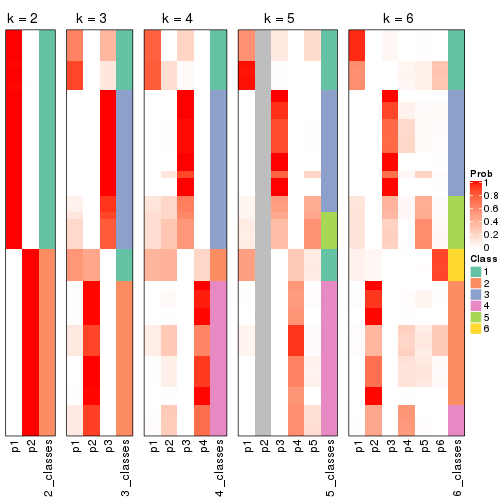 k = 2
k = 3
k = 4
k = 5
k = 6
Prob
1
0.8
0.6
0.4
0.2
0
Class
1
2
3
4
5
6
p1
p2
2_classes
p1
p2
p3
3_classes
p1
p2
p3
p4
4_classes
p1
p2
p3
p4
p5
5_classes
p1
p2
p3
p4
p5
p6
6_classes